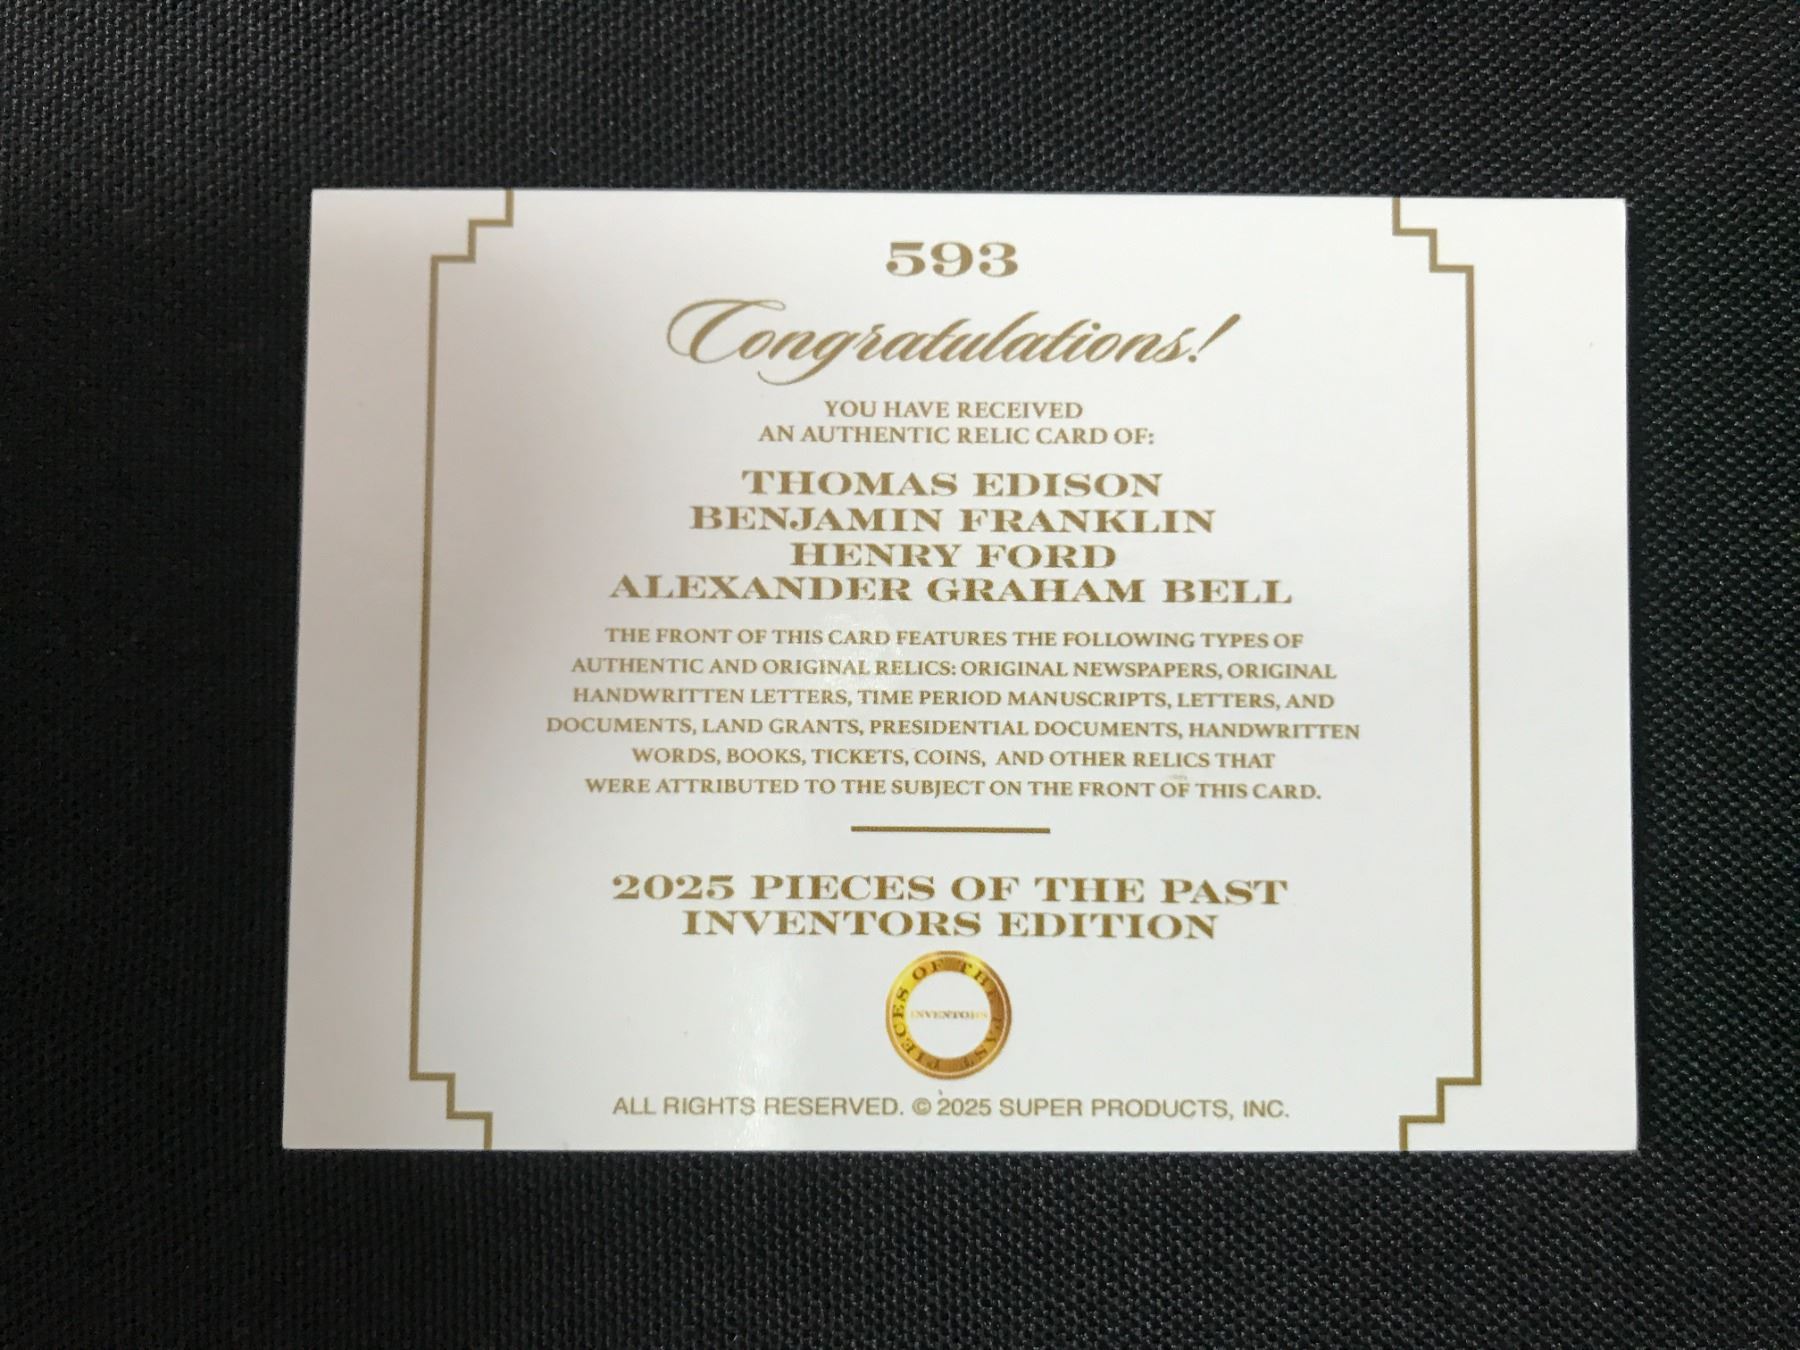 593
Congratulations!
YOU HAVE RECEIVED
AN AUTHENTIC RELIC CARD OF:
THOMAS EDISON
BENJAMIN FRANKLIN
HENRY FORD
ALEXANDER GRAHAM BELL
THE FRONT OF THIS CARD FEATURES THE FOLLOWING TYPES OF
AUTHENTIC AND ORIGINAL RELICS: ORIGINAL NEWSPAPERS, ORIGINAL
HANDWRITTEN LETTERS, TIME PERIOD MANUSCRIPTS, LETTERS, AND
DOCUMENTS, LAND GRANTS, PRESIDENTIAL DOCUMENTS, HANDWRITTEN
WORDS, BOOKS, TICKETS, COINS, AND OTHER RELICS THAT
WERE ATTRIBUTED TO THE SUBJECT ON THE FRONT OF THIS CARD.
2025 PIECES OF THE PAST
INVENTORS EDITION
PIECES OF THE PAST
INVENTORS
ALL RIGHTS RESERVED. © 2025 SUPER PRODUCTS, INC.